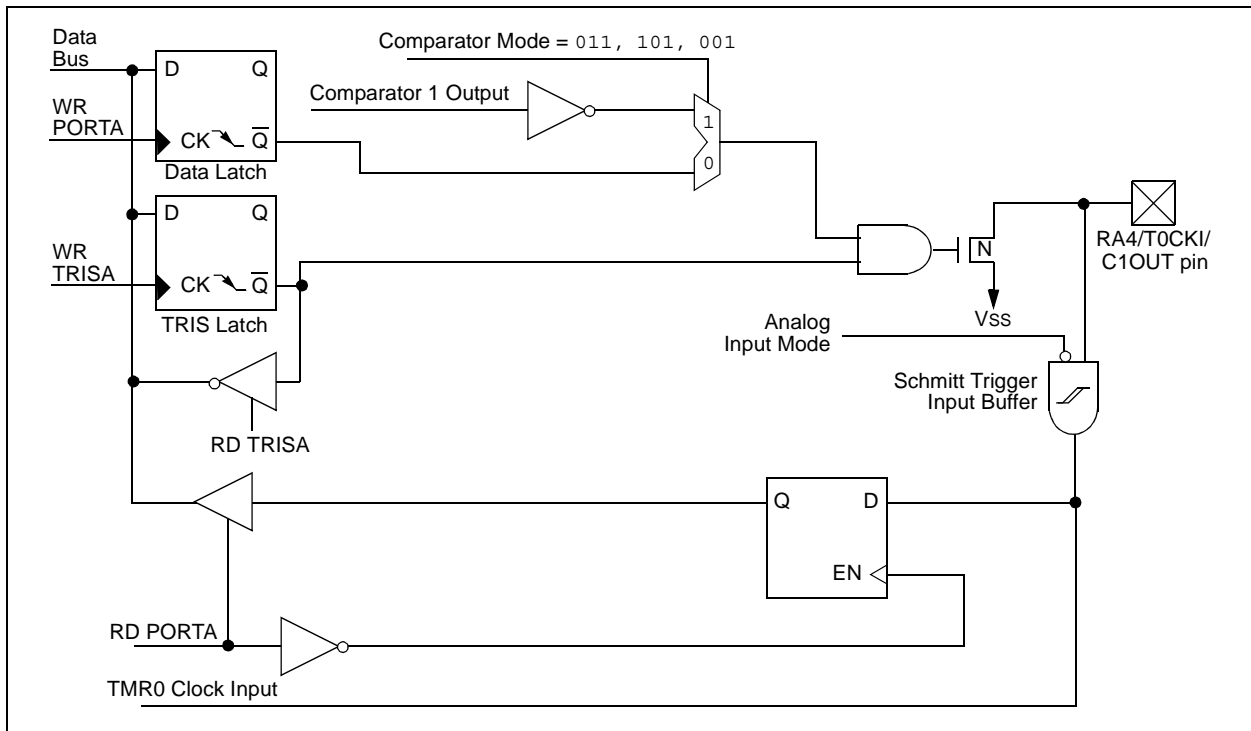 Data
Bus
Comparator Mode = 011, 101, 001
D Q
Comparator 1 Output
WR
PORTA
1
CK Q
0
Data Latch
D Q
WR
TRISA
N
RA4/T0CKI/
C1OUT pin
CK Q
VSS
TRIS Latch
Analog
Input Mode
Schmitt Trigger
Input Buffer
RD TRISA
Q D
EN
RD PORTA
TMR0 Clock Input